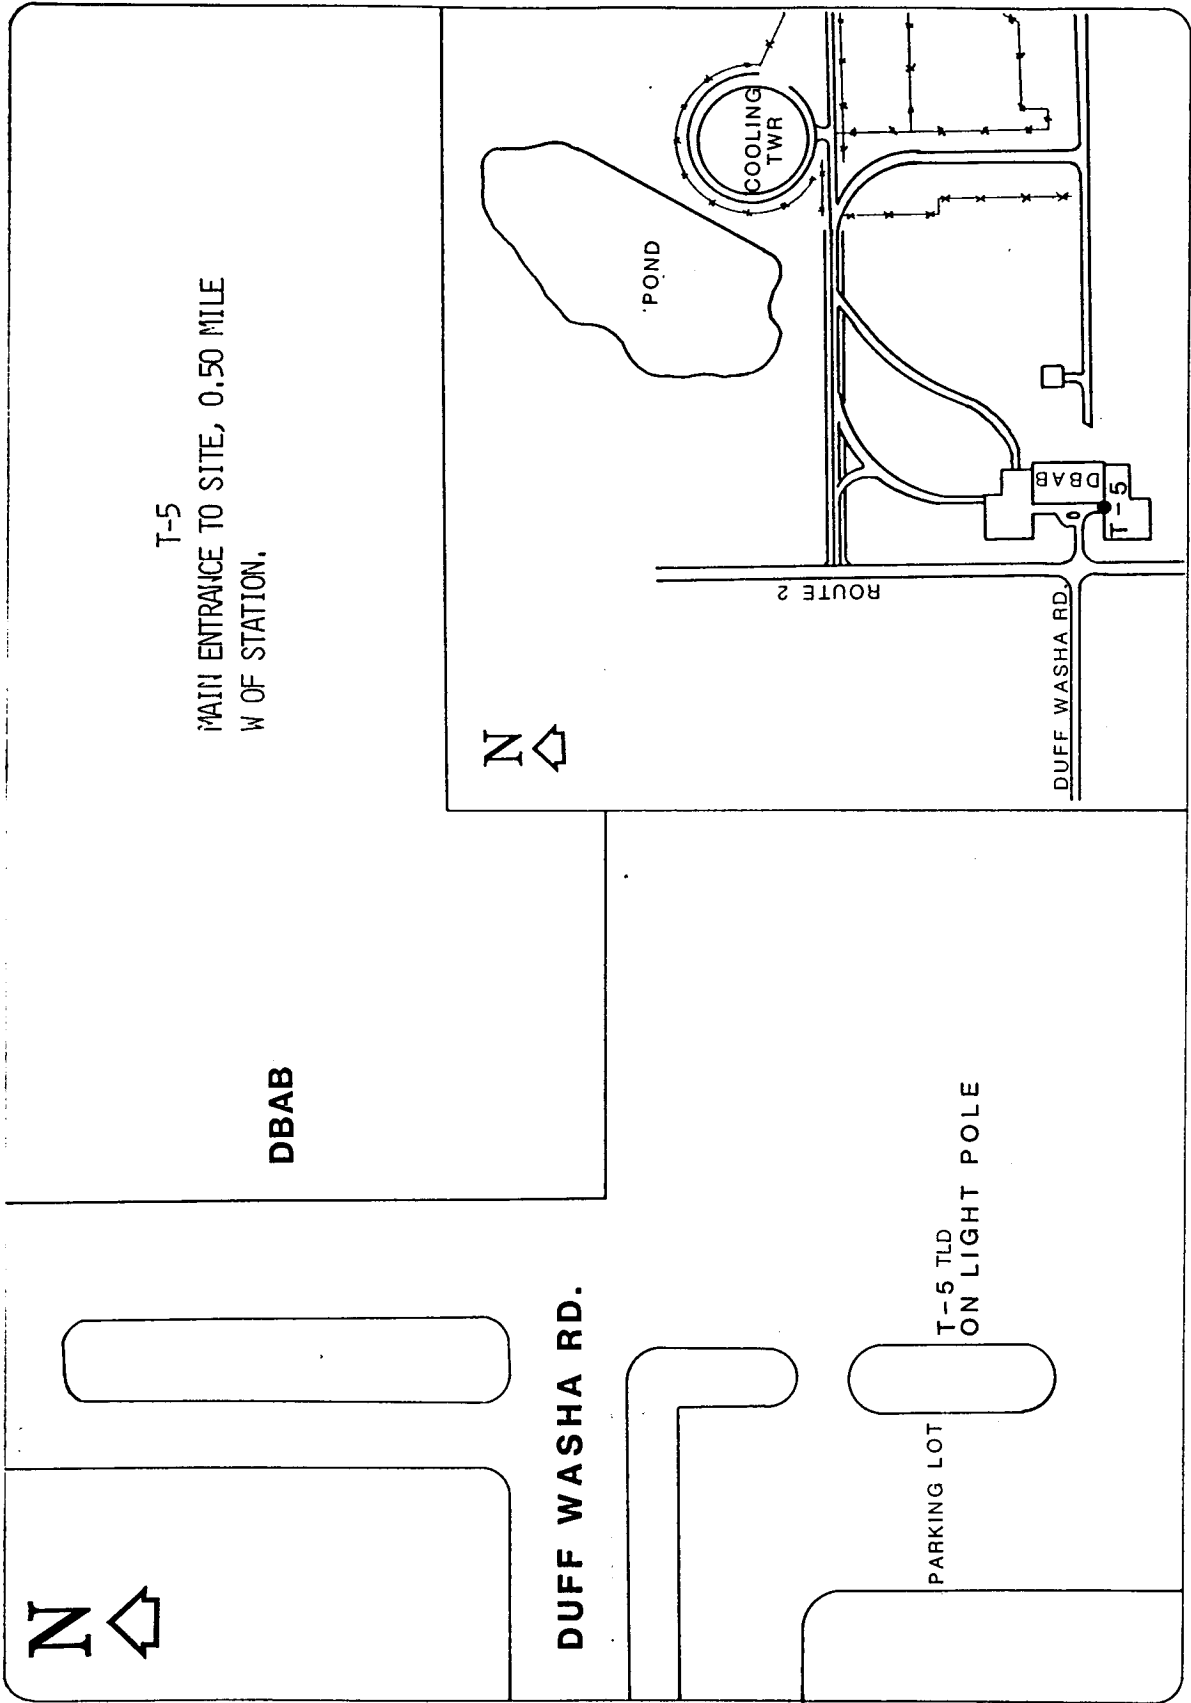 T-5
MAIN ENTRANCE TO SITE, 0.50 MILE
W OF STATION.
N
DBAB
DUFF WASHA RD.
PARKING LOT
T-5 TLD
ON LIGHT POLE
N
POND
COOLING
TWR
ROUTE 2
DUFF WASHA RD.
DBAB
T-5